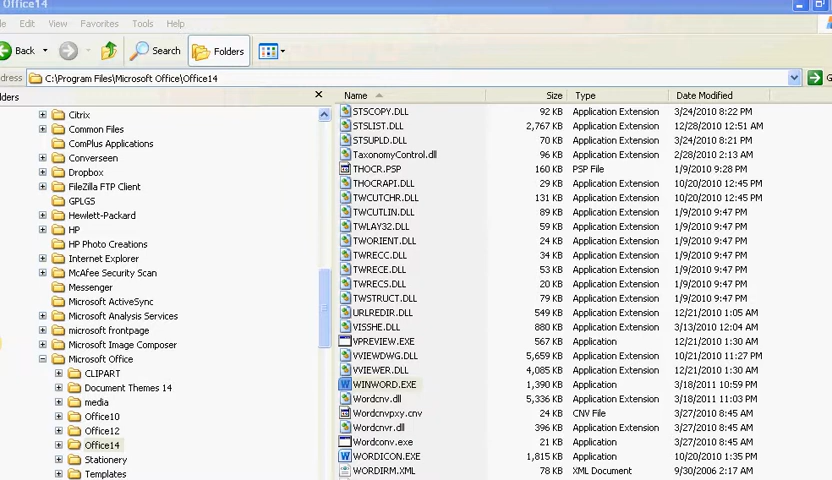 Office14
Edit View Favorites Tools Help
Back Search Folders
dress C:\Program Files\Microsoft Office\Office14 G
ders
Citrix
Common Files
ComPlus Applications
Converseen
Dropbox
FileZilla FTP Client
GPLGS
Hewlett-Packard
HP
HP Photo Creations
Internet Explorer
McAfee Security Scan
Messenger
Microsoft ActiveSync
Microsoft Analysis Services
microsoft frontpage
Microsoft Image Composer
Microsoft Office
CLIPART
Document Themes 14
media
Office10
Office12
Office14
Stationery
Templates
Name Size Type Date Modified
STSCOPY.DLL 92 KB Application Extension 3/24/2010 8:22 PM
STSLIST.DLL 2,767 KB Application Extension 12/28/2010 12:51 AM
STSUPLD.DLL 70 KB Application Extension 3/24/2010 8:21 PM
TaxonomyControl.dll 96 KB Application Extension 2/28/2010 2:13 AM
THOCR.PSP 160 KB PSP File 1/9/2010 9:28 PM
THOCRAPI.DLL 29 KB Application Extension 10/20/2010 12:45 PM
TWCUTCHR.DLL 131 KB Application Extension 10/20/2010 12:45 PM
TWCUTLIN.DLL 89 KB Application Extension 1/9/2010 9:47 PM
TWLAY32.DLL 59 KB Application Extension 1/9/2010 9:47 PM
TWORIENT.DLL 24 KB Application Extension 1/9/2010 9:47 PM
TWRECC.DLL 34 KB Application Extension 1/9/2010 9:47 PM
TWRECE.DLL 53 KB Application Extension 1/9/2010 9:47 PM
TWRECS.DLL 20 KB Application Extension 1/9/2010 9:47 PM
TWSTRUCT.DLL 79 KB Application Extension 1/9/2010 9:47 PM
URLREDIR.DLL 549 KB Application Extension 12/21/2010 1:05 AM
VISSHE.DLL 880 KB Application Extension 3/13/2010 12:04 AM
VPREVIEW.EXE 567 KB Application 12/21/2010 1:30 AM
VVIEWDWG.DLL 5,659 KB Application Extension 10/21/2010 11:27 PM
VVIEWER.DLL 4,085 KB Application Extension 12/21/2010 1:30 AM
WINWORD.EXE 1,390 KB Application 3/18/2011 10:59 PM
Wordcnv.dll 5,336 KB Application Extension 3/18/2011 11:03 PM
Wordcnvpxy.cnv 24 KB CNV File 3/27/2010 8:45 AM
Wordcnvr.dll 396 KB Application Extension 3/27/2010 8:45 AM
Wordconv.exe 21 KB Application 3/27/2010 8:45 AM
WORDICON.EXE 1,815 KB Application 10/20/2010 1:35 PM
WORDIRM.XML 78 KB XML Document 9/30/2006 2:17 AM